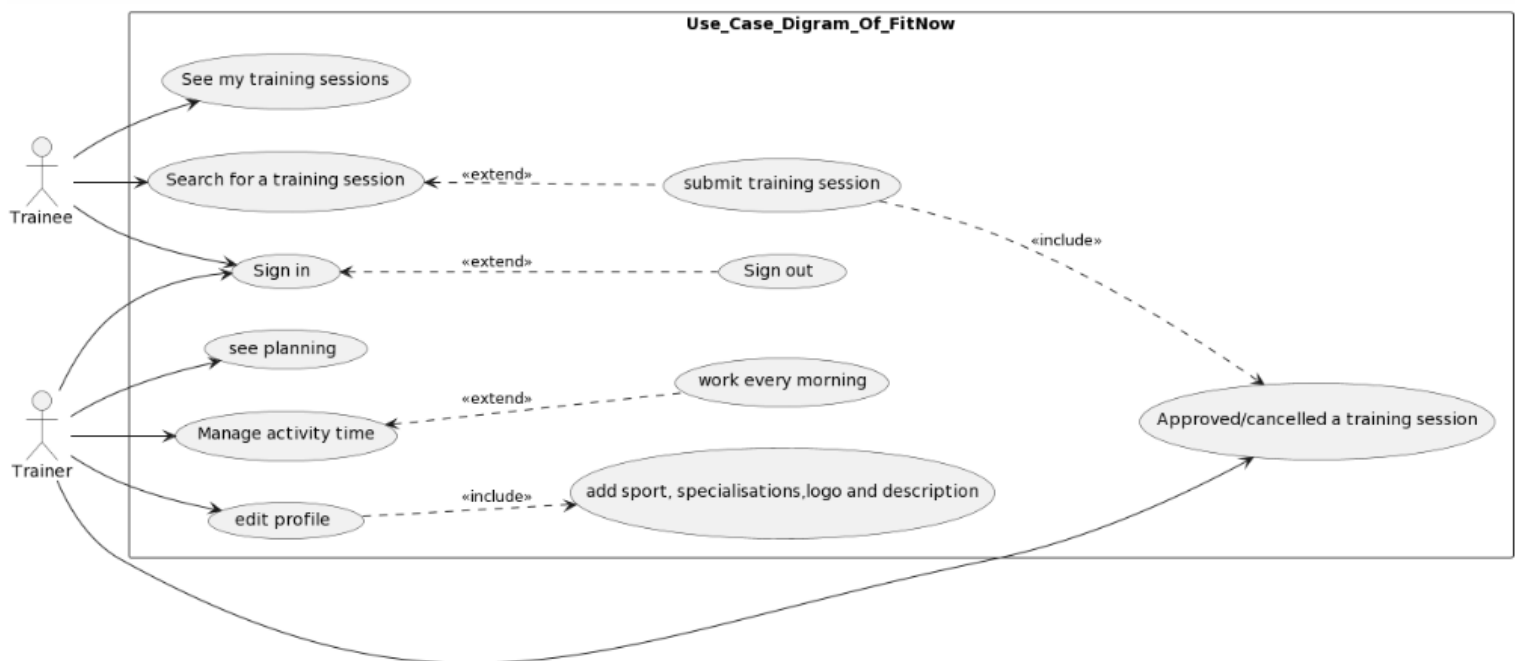 Use_Case_Digram_Of_FitNow
See my training sessions
Trainee
Search for a training session
«extend»
submit training session
«include»
Sign in
«extend»
Sign out
see planning
Trainer
Manage activity time
«extend»
work every morning
Approved/cancelled a training session
edit profile
«include»
add sport, specialisations,logo and description